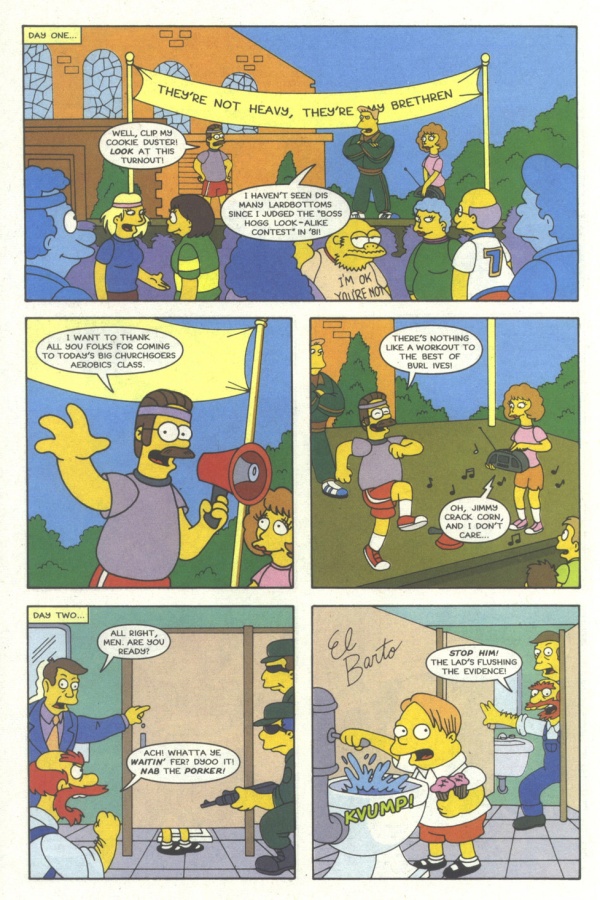 DAY ONE...
THEY'RE NOT HEAVY, THEY'RE MY BRETHREN
WELL, CLIP MY
COOKIE DUSTER!
LOOK AT THIS
TURNOUT!
I HAVEN'T SEEN DIS
MANY LARDBOTTOMS
SINCE I JUDGED THE "BOSS
HOGG LOOK-ALIKE
CONTEST" IN '81!
I'M OK
YOU'RE NOT
7
I WANT TO THANK
ALL YOU FOLKS FOR COMING
TO TODAY'S BIG CHURCHGOERS
AEROBICS CLASS.
THERE'S NOTHING
LIKE A WORKOUT TO
THE BEST OF
BURL IVES!
OH, JIMMY
CRACK CORN,
AND I DON'T
CARE...
DAY TWO...
ALL RIGHT,
MEN. ARE YOU
READY?
ACH! WHATTA YE
WAITIN' FER? DYOO IT!
NAB THE PORKER!
El
Barto
STOP HIM!
THE LAD'S FLUSHING
THE EVIDENCE!
KVUMP!